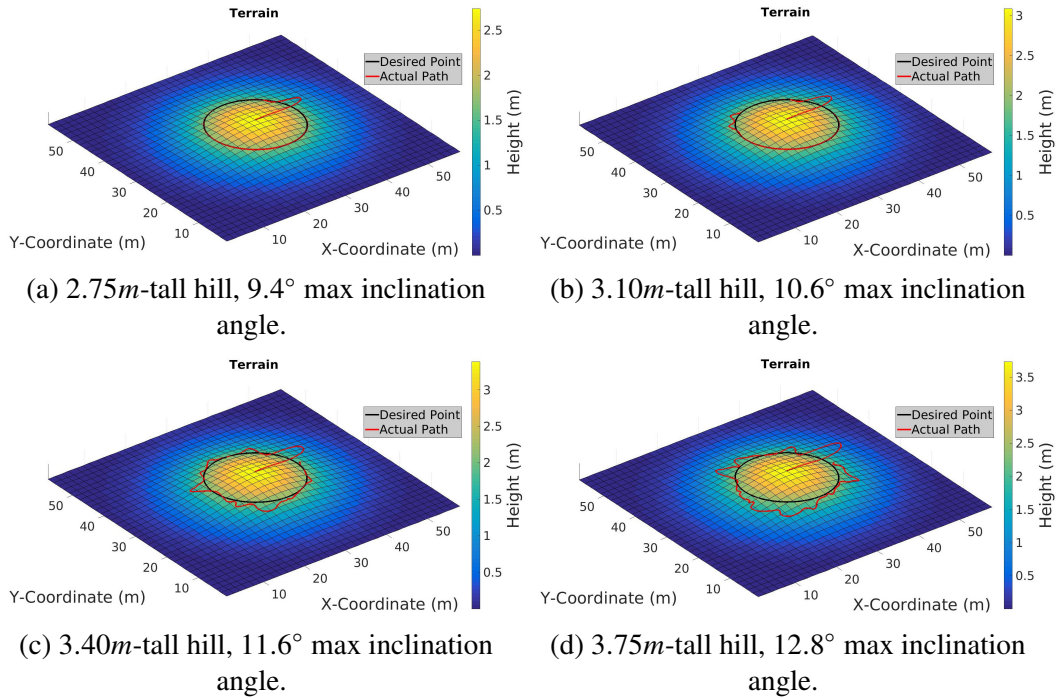 Terrain
Desired Point
Actual Path
2.5
2
1.5
1
0.5
Height (m)
50
40
30
20
10
Y-Coordinate (m)
10
20
30
40
50
X-Coordinate (m)
(a) 2.75m-tall hill, 9.4° max inclination
angle.
Terrain
Desired Point
Actual Path
3
2.5
2
1.5
1
0.5
Height (m)
50
40
30
20
10
Y-Coordinate (m)
10
20
30
40
50
X-Coordinate (m)
(b) 3.10m-tall hill, 10.6° max inclination
angle.
Terrain
Desired Point
Actual Path
3
2.5
2
1.5
1
0.5
Height (m)
50
40
30
20
10
Y-Coordinate (m)
10
20
30
40
50
X-Coordinate (m)
(c) 3.40m-tall hill, 11.6° max inclination
angle.
Terrain
Desired Point
Actual Path
3.5
3
2.5
2
1.5
1
0.5
Height (m)
50
40
30
20
10
Y-Coordinate (m)
10
20
30
40
50
X-Coordinate (m)
(d) 3.75m-tall hill, 12.8° max inclination
angle.